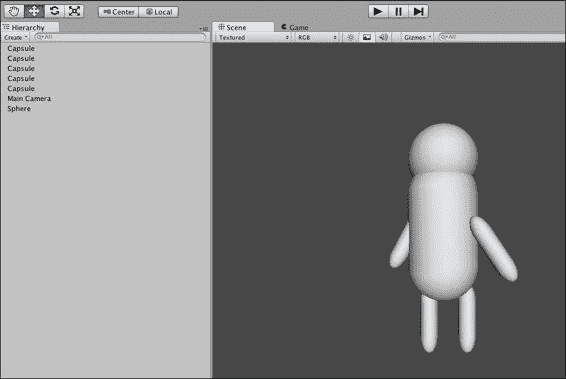 Center Local
Hierarchy
Create All
Capsule
Capsule
Capsule
Capsule
Capsule
Main Camera
Sphere
Scene Game
Textured RGB Gizmos All